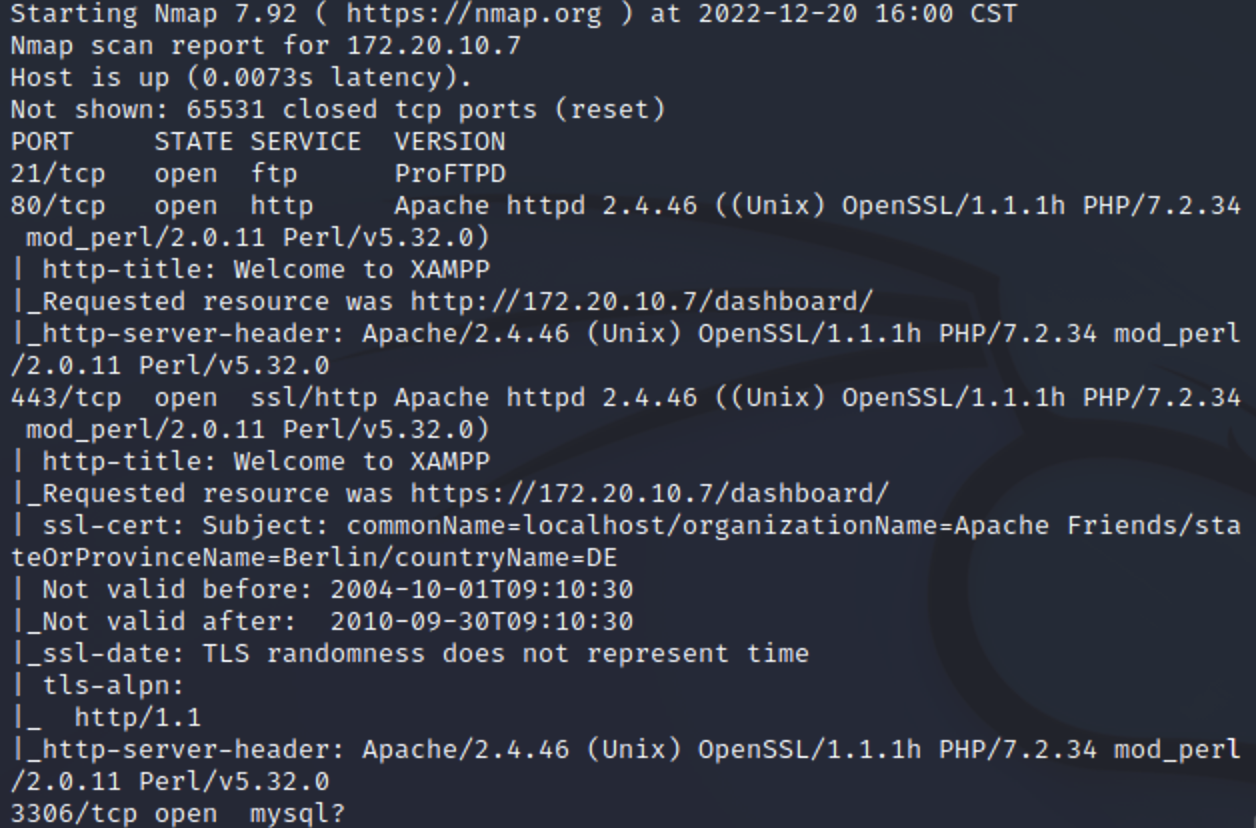 Starting Nmap 7.92 ( https://nmap.org ) at 2022-12-20 16:00 CST
Nmap scan report for 172.20.10.7
Host is up (0.0073s latency).
Not shown: 65531 closed tcp ports (reset)
PORT     STATE SERVICE  VERSION
21/tcp   open  ftp      ProFTPD
80/tcp   open  http     Apache httpd 2.4.46 ((Unix) OpenSSL/1.1.1h PHP/7.2.34
 mod_perl/2.0.11 Perl/v5.32.0)
| http-title: Welcome to XAMPP
|_Requested resource was http://172.20.10.7/dashboard/
|_http-server-header: Apache/2.4.46 (Unix) OpenSSL/1.1.1h PHP/7.2.34 mod_perl
/2.0.11 Perl/v5.32.0
443/tcp  open  ssl/http Apache httpd 2.4.46 ((Unix) OpenSSL/1.1.1h PHP/7.2.34
 mod_perl/2.0.11 Perl/v5.32.0)
| http-title: Welcome to XAMPP
|_Requested resource was https://172.20.10.7/dashboard/
| ssl-cert: Subject: commonName=localhost/organizationName=Apache Friends/sta
teOrProvinceName=Berlin/countryName=DE
| Not valid before: 2004-10-01T09:10:30
|_Not valid after:  2010-09-30T09:10:30
|_ssl-date: TLS randomness does not represent time
| tls-alpn:
|_  http/1.1
|_http-server-header: Apache/2.4.46 (Unix) OpenSSL/1.1.1h PHP/7.2.34 mod_perl
/2.0.11 Perl/v5.32.0
3306/tcp open  mysql?